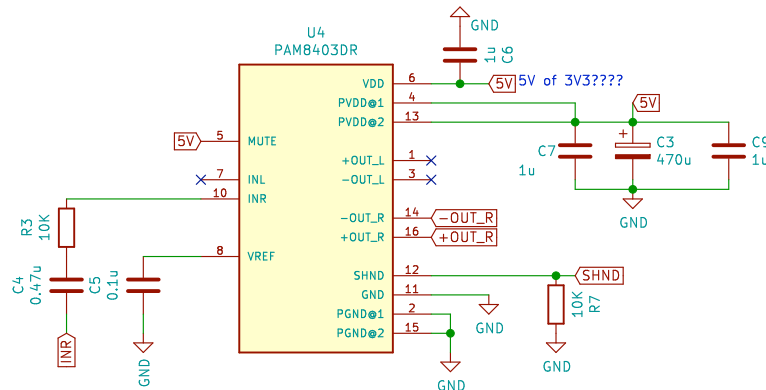 GND
U4
PAM8403DR
1u
C6
VDD
6
5V
5V of 3V3????
PVDD@1
4
5V
PVDD@2
13
5V
5
MUTE
+
C7
1u
C3
470u
C9
1u
+OUT_L
1
-OUT_L
3
7
INL
10
INR
GND
R3
10K
-OUT_R
14
-OUT_R
+OUT_R
16
+OUT_R
8
VREF
C4
0.47u
C5
0.1u
SHND
12
SHND
GND
11
GND
10K
R7
PGND@1
2
PGND@2
15
INR
GND
GND
GND